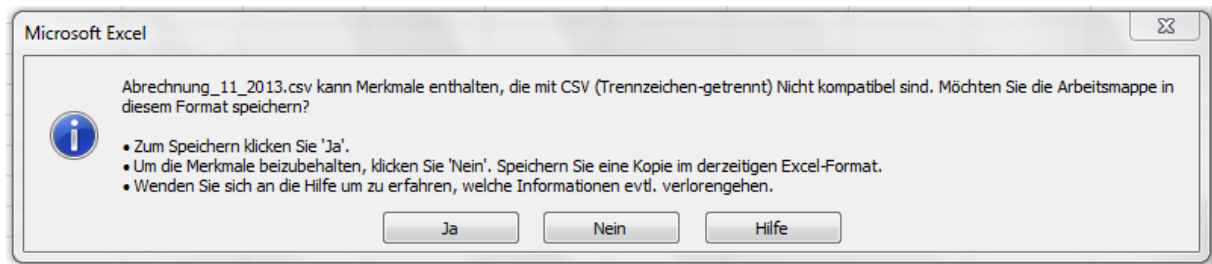 Microsoft Excel
Abrechnung_11_2013.csv kann Merkmale enthalten, die mit CSV (Trennzeichen-getrennt) Nicht kompatibel sind. Möchten Sie die Arbeitsmappe in
diesem Format speichern?
• Zum Speichern klicken Sie 'Ja'.
• Um die Merkmale beizubehalten, klicken Sie 'Nein'. Speichern Sie eine Kopie im derzeitigen Excel-Format.
• Wenden Sie sich an die Hilfe um zu erfahren, welche Informationen evtl. verlorengehen.
Ja Nein Hilfe